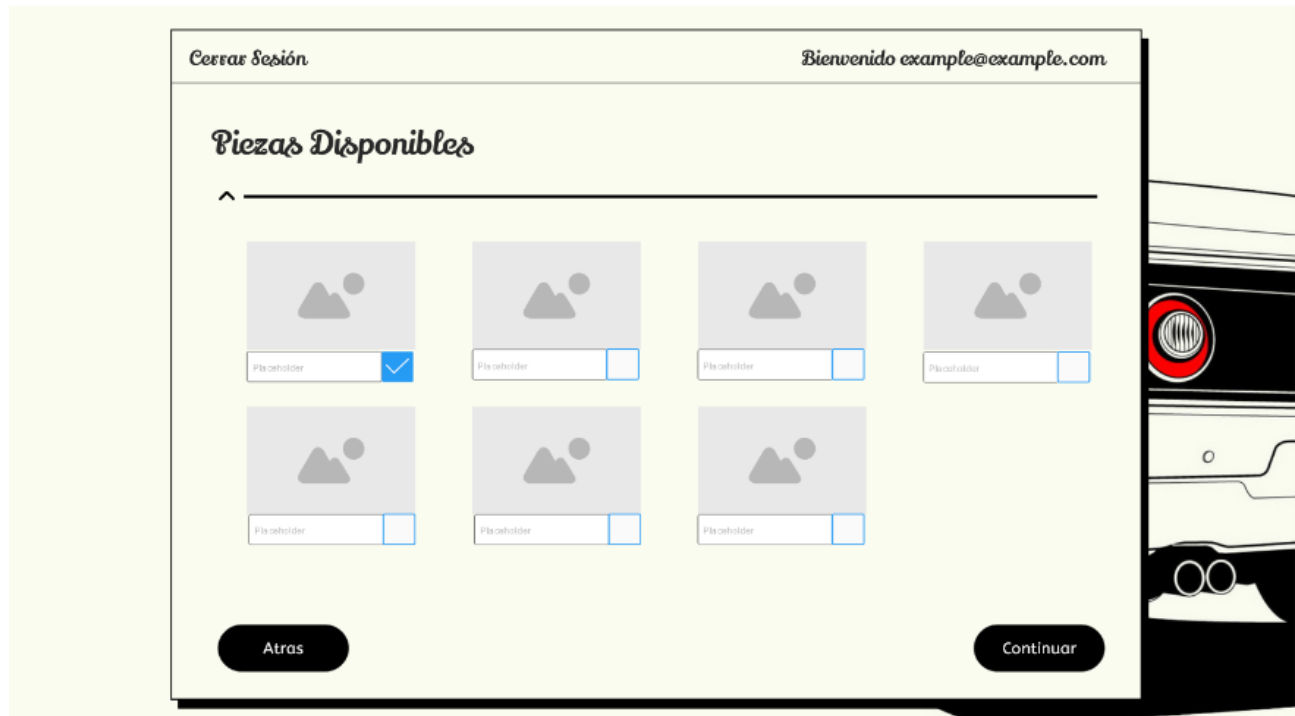 Cerrar Sesión
Bienvenido example@example.com
Piezas Disponibles
Placeholder
Placeholder
Placeholder
Placeholder
Placeholder
Placeholder
Placeholder
Atras
Continuar